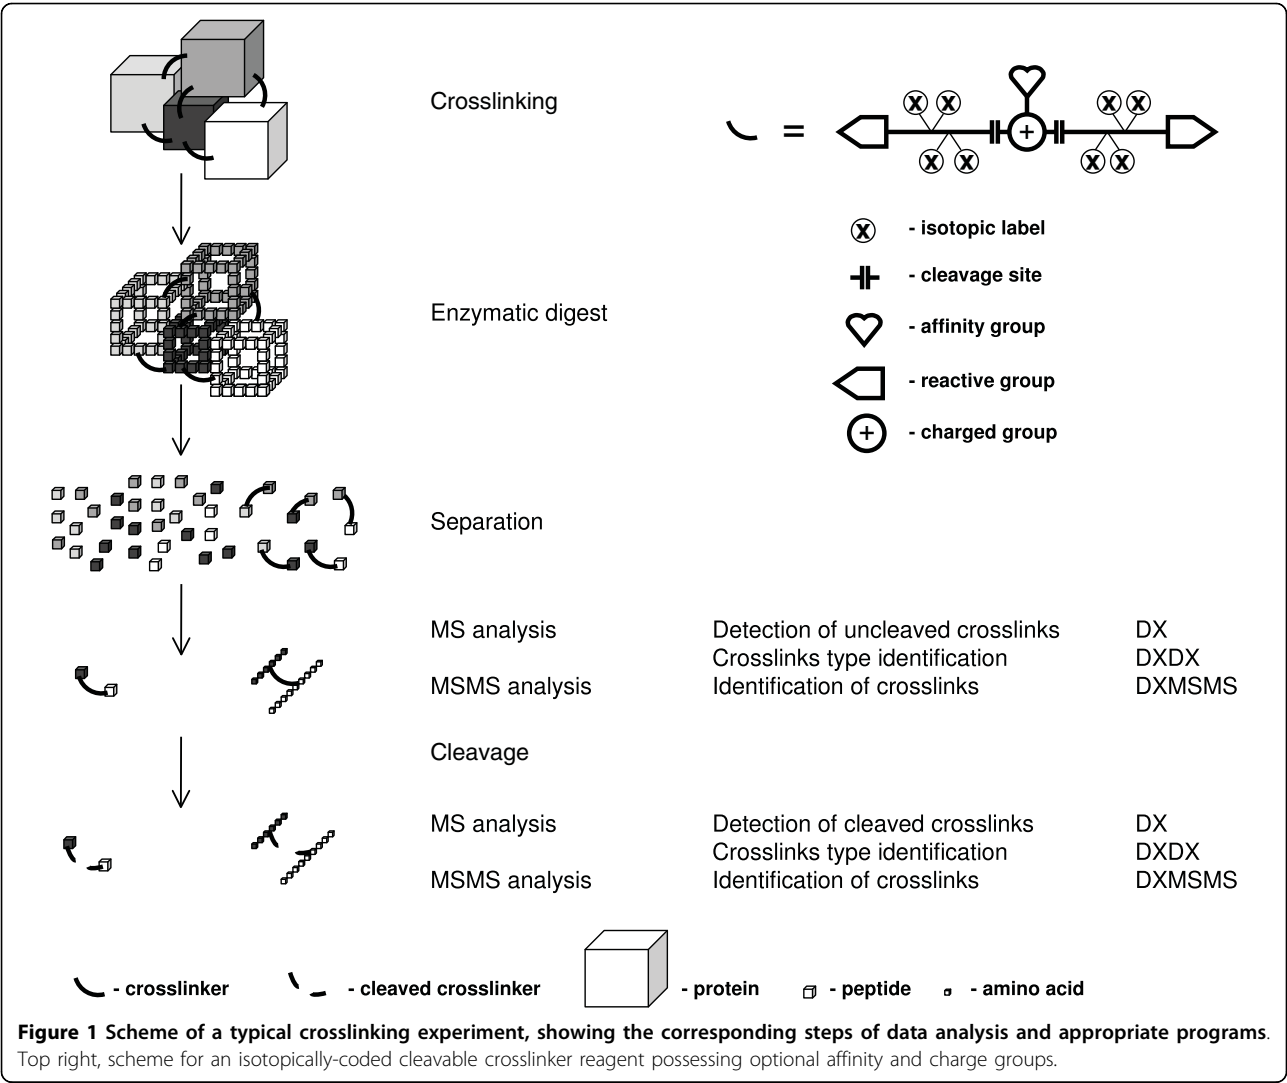 Crosslinking
=
X X X X
+
X X X X
X - isotopic label
- cleavage site
- affinity group
- reactive group
+ - charged group
Enzymatic digest
Separation
MS analysis Detection of uncleaved crosslinks DX
Crosslinks type identification DXDX
MSMS analysis Identification of crosslinks DXMSMS
Cleavage
MS analysis Detection of cleaved crosslinks DX
Crosslinks type identification DXDX
MSMS analysis Identification of crosslinks DXMSMS
- crosslinker - cleaved crosslinker - protein - peptide - amino acid
Figure 1 Scheme of a typical crosslinking experiment, showing the corresponding steps of data analysis and appropriate programs.
Top right, scheme for an isotopically-coded cleavable crosslinker reagent possessing optional affinity and charge groups.